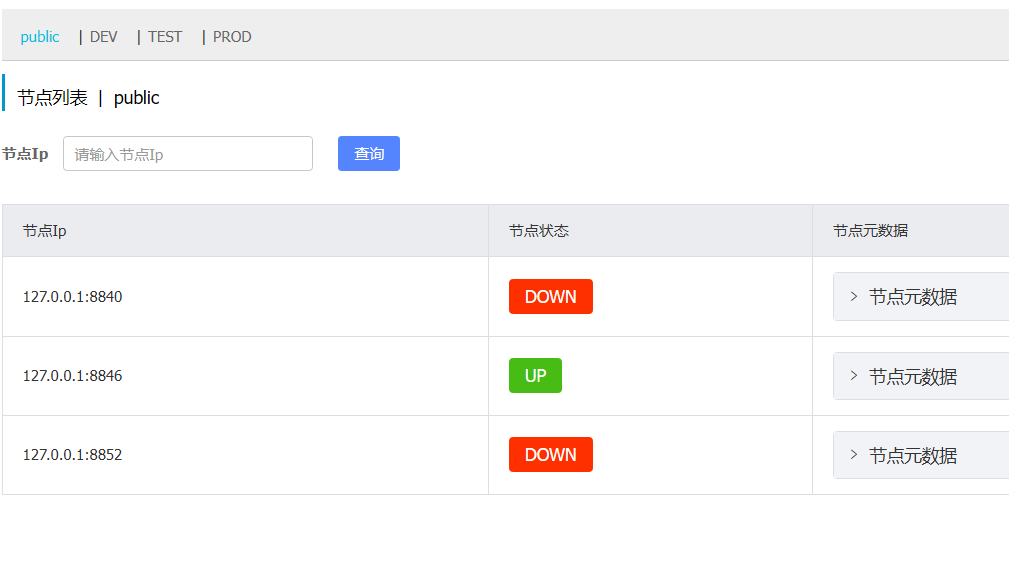 public | DEV | TEST | PROD
节点列表 | public
节点Ip 请输入节点Ip 查询
节点Ip 节点状态 节点元数据
127.0.0.1:8840 DOWN > 节点元数据
127.0.0.1:8846 UP > 节点元数据
127.0.0.1:8852 DOWN > 节点元数据